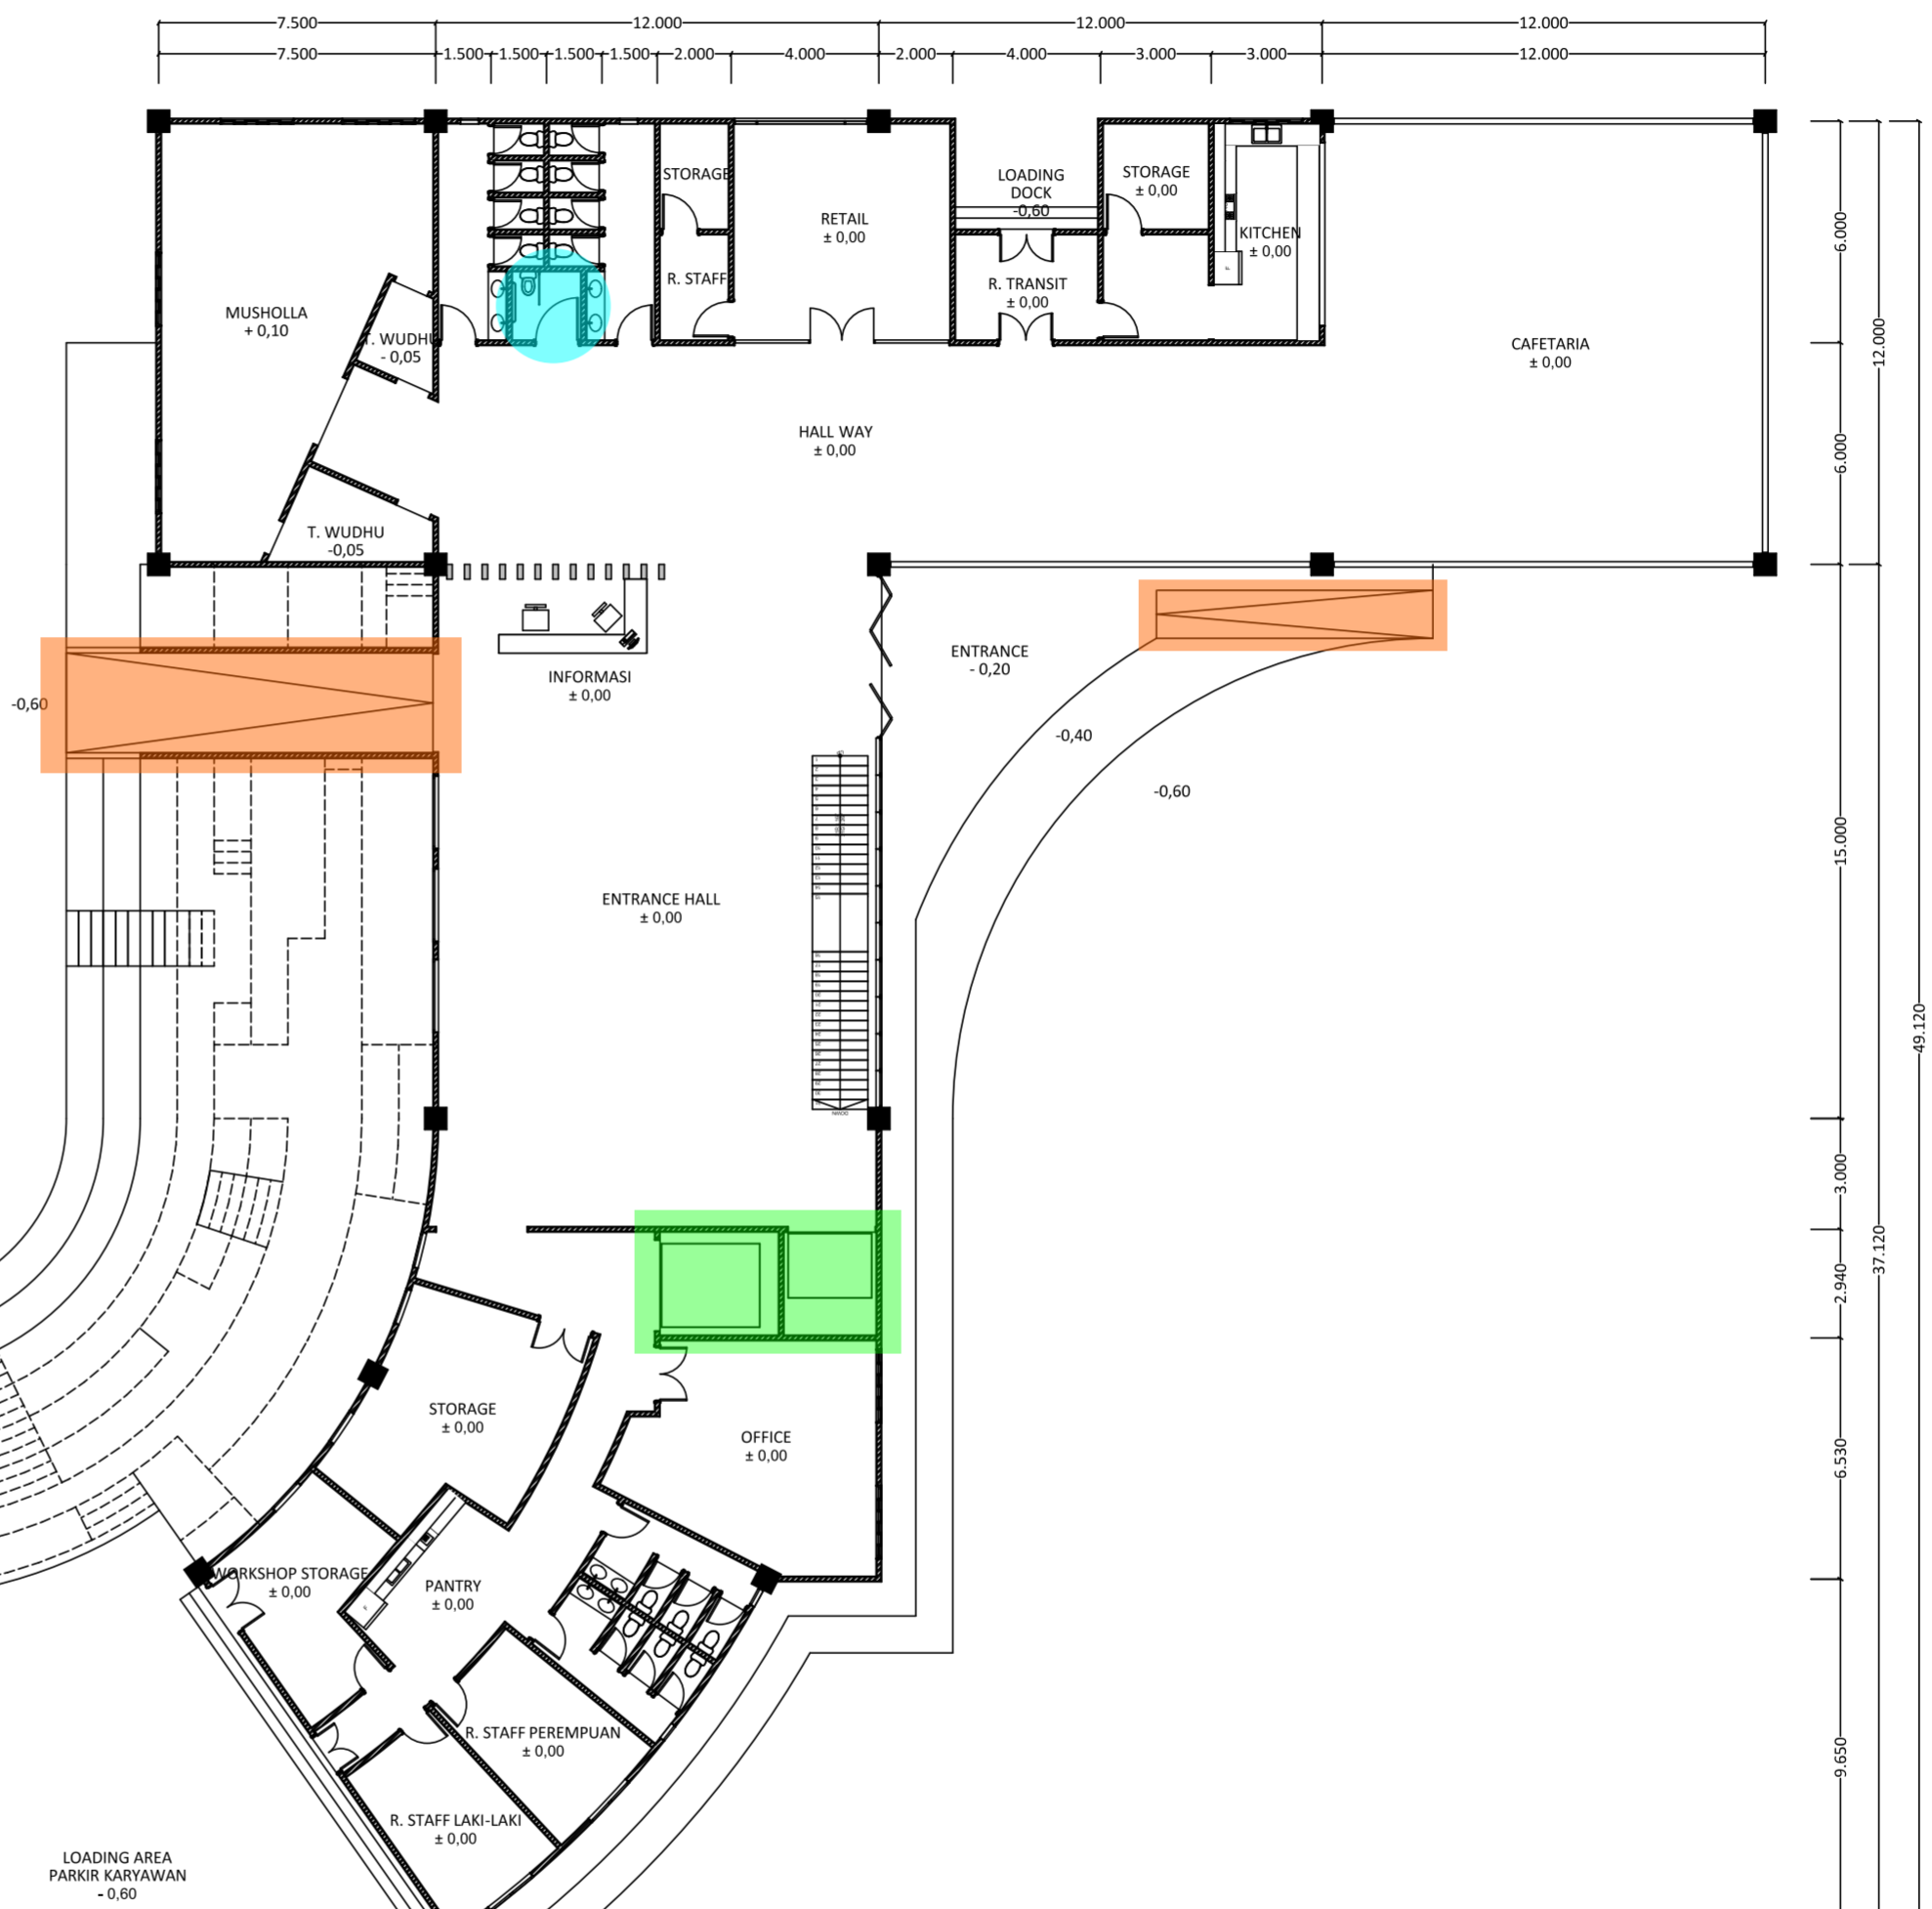 7.500 12.000 12.000 12.000
7.500 1.500 1.500 1.500 1.500 2.000 4.000 2.000 4.000 3.000 3.000 12.000
STORAGE
LOADING
DOCK
-0,60
STORAGE
± 0,00
RETAIL
± 0,00
KITCHEN
± 0,00
F
R. STAFF
R. TRANSIT
± 0,00
MUSHOLLA
+ 0,10
T. WUDHU
- 0,05
CAFETARIA
± 0,00
HALL WAY
± 0,00
T. WUDHU
-0,05
6.000
12.000
6.000
ENTRANCE
- 0,20
INFORMASI
± 0,00
-0,60
-0,40
-0,60
15.000
ENTRANCE HALL
± 0,00
49.120
DOWN
3.000
37.120
2.940
STORAGE
± 0,00
OFFICE
± 0,00
6.530
WORKSHOP STORAGE
± 0,00
PANTRY
± 0,00
F
R. STAFF PEREMPUAN
± 0,00
9.650
R. STAFF LAKI-LAKI
± 0,00
LOADING AREA
PARKIR KARYAWAN
- 0,60